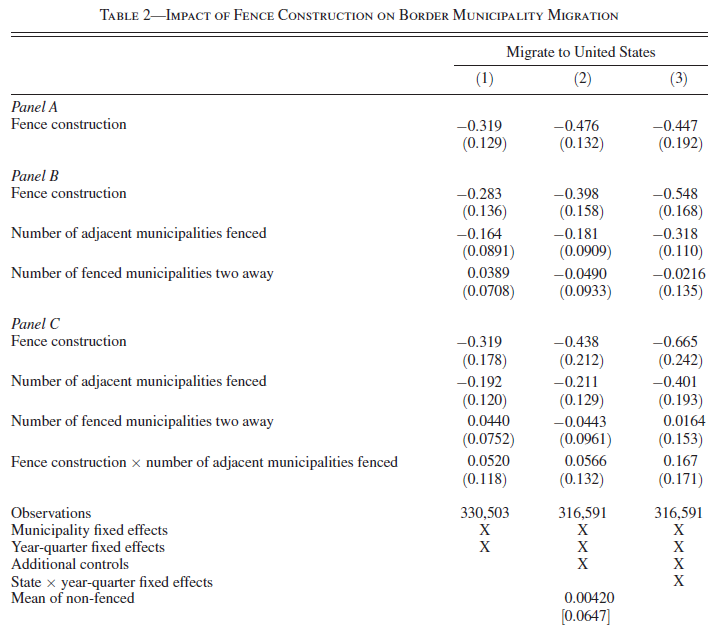 TABLE 2—IMPACT OF FENCE CONSTRUCTION ON BORDER MUNICIPALITY MIGRATION
Migrate to United States
(1) (2) (3)
Panel A
Fence construction −0.319 −0.476 −0.447
(0.129) (0.132) (0.192)
Panel B
Fence construction −0.283 −0.398 −0.548
(0.136) (0.158) (0.168)
Number of adjacent municipalities fenced −0.164 −0.181 −0.318
(0.0891) (0.0909) (0.110)
Number of fenced municipalities two away 0.0389 −0.0490 −0.0216
(0.0708) (0.0933) (0.135)
Panel C
Fence construction −0.319 −0.438 −0.665
(0.178) (0.212) (0.242)
Number of adjacent municipalities fenced −0.192 −0.211 −0.401
(0.120) (0.129) (0.193)
Number of fenced municipalities two away 0.0440 −0.0443 0.0164
(0.0752) (0.0961) (0.153)
Fence construction × number of adjacent municipalities fenced 0.0520 0.0566 0.167
(0.118) (0.132) (0.171)
Observations 330,503 316,591 316,591
Municipality fixed effects X X X
Year-quarter fixed effects X X X
Additional controls X X
State × year-quarter fixed effects X
Mean of non-fenced 0.00420
[0.0647]